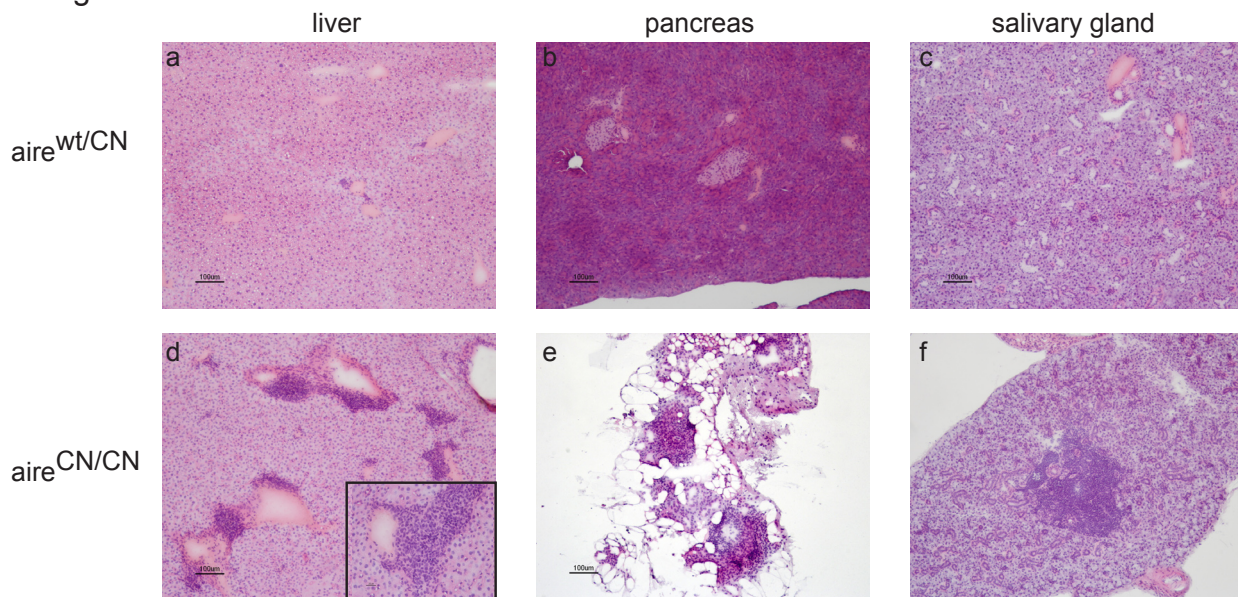 liver pancreas salivary gland
a b c
aire wt/CN
100um 100um 100um
d e f
aire CN/CN
100um 100um